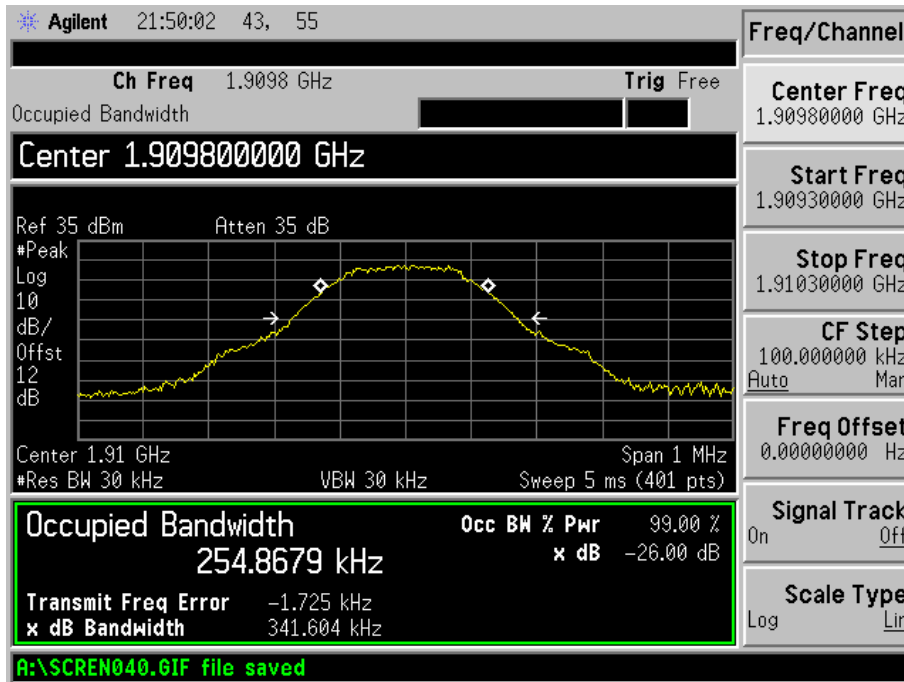 Agilent 21:50:02 43, 55
Ch Freq 1.9098 GHz Trig Free
Occupied Bandwidth
Center 1.909800000 GHz
Ref 35 dBm Atten 35 dB
#Peak
Log
10
dB/
Offst
12
dB
Center 1.91 GHz Span 1 MHz
#Res BW 30 kHz VBW 30 kHz Sweep 5 ms (401 pts)
Occupied Bandwidth
254.8679 kHz
Occ BW % Pwr 99.00 %
x dB -26.00 dB
Transmit Freq Error -1.725 kHz
x dB Bandwidth 341.604 kHz
A:\SCREN040.GIF file saved
Freq/Channel
Center Freq
1.90980000 GHz
Start Freq
1.90930000 GHz
Stop Freq
1.91030000 GHz
CF Step
100.000000 kHz
Auto Man
Freq Offset
0.00000000 Hz
Signal Track
On Off
Scale Type
Log Lin